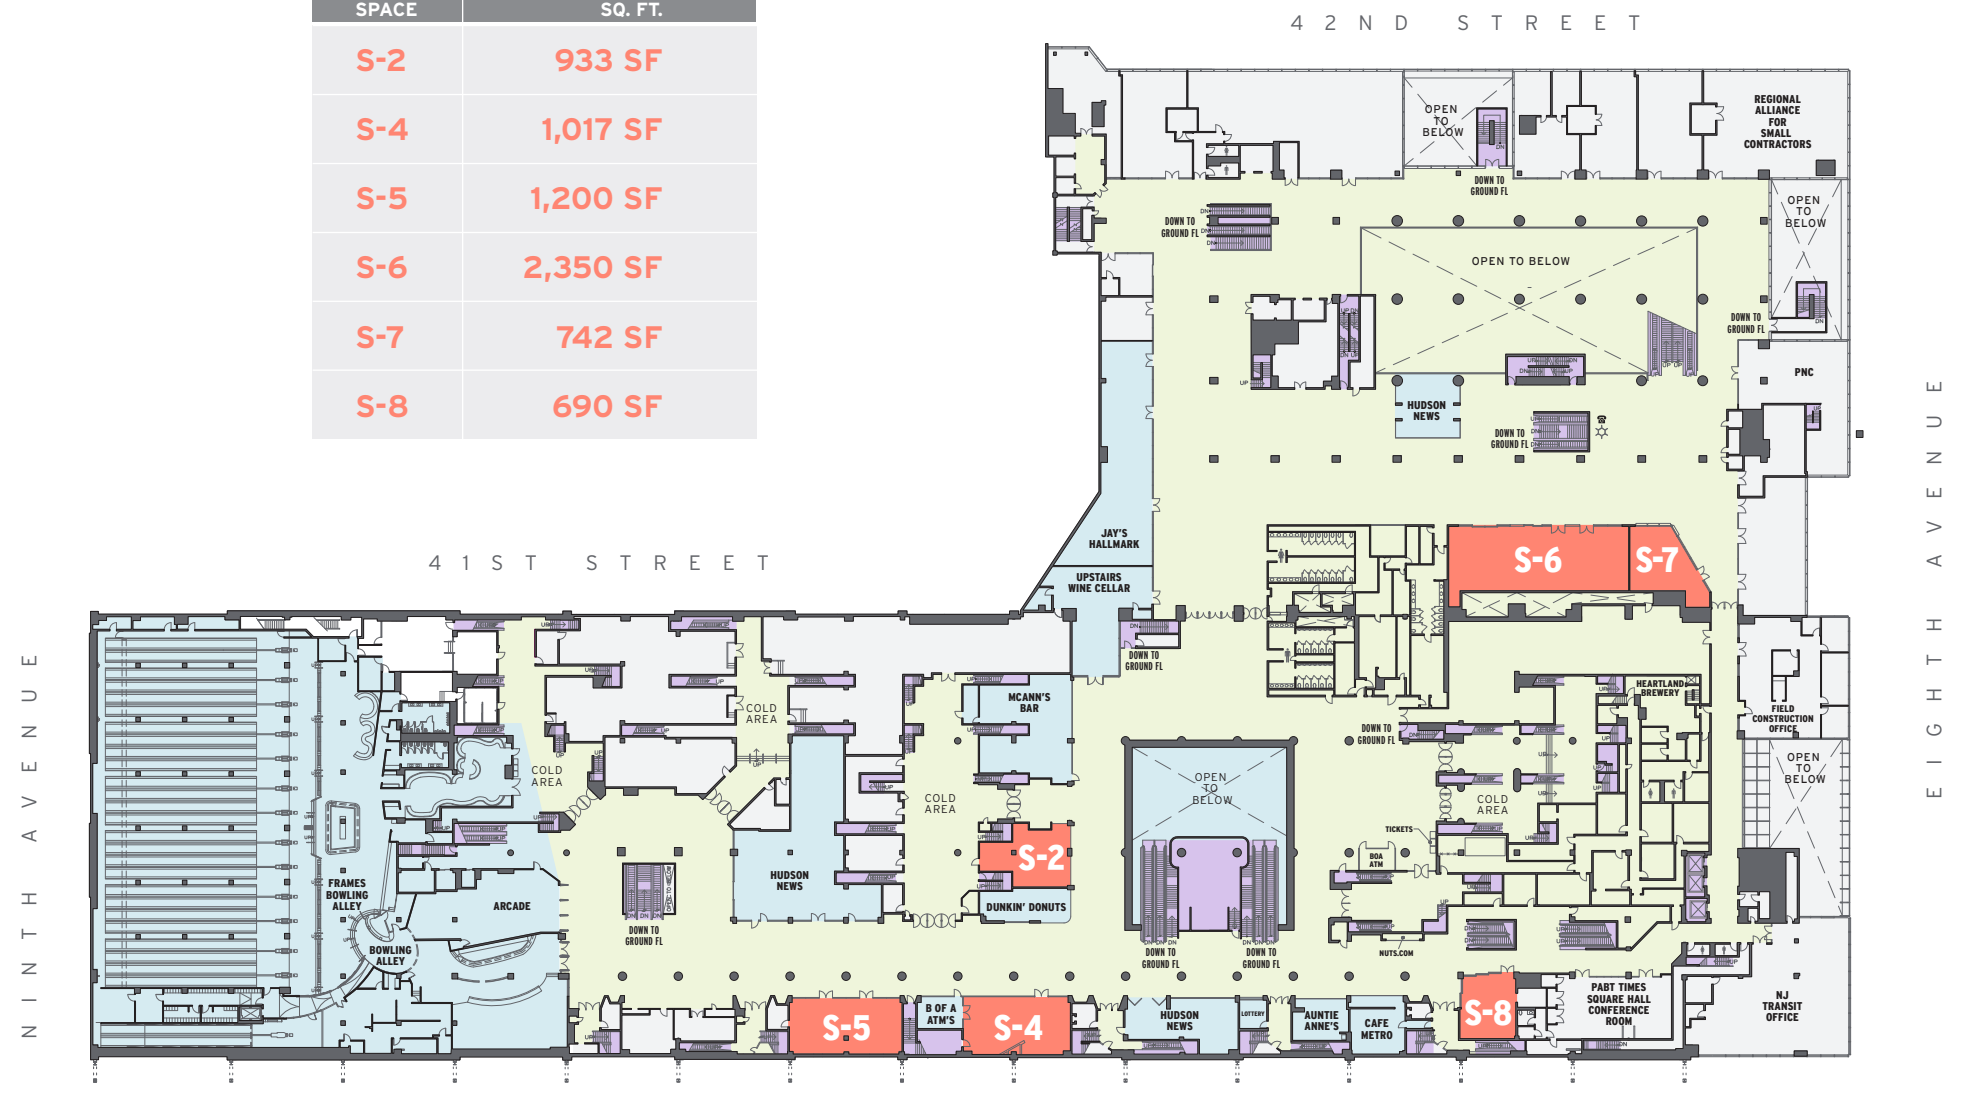 SPACE SQ. FT.
S-2 933 SF
S-4 1,017 SF
S-5 1,200 SF
S-6 2,350 SF
S-7 742 SF
S-8 690 SF
42ND STREET
41ST STREET
NINTH AVENUE
EIGHTH AVENUE
OPEN
TO
BELOW
REGIONAL
ALLIANCE
FOR
SMALL
CONTRACTORS
DOWN TO
GROUND FL
DOWN TO
GROUND FL
OPEN
TO
BELOW
OPEN TO BELOW
DOWN TO
GROUND FL
PNC
HUDSON
NEWS
DOWN TO
GROUND FL
JAY'S
HALLMARK
UPSTAIRS
WINE CELLAR
S-6
S-7
DOWN TO
GROUND FL
MCANN'S
BAR
HEARTLAND
BREWERY
FIELD
CONSTRUCTION
OFFICE
COLD
AREA
DOWN TO
GROUND FL
COLD
AREA
OPEN
TO
BELOW
OPEN
TO
BELOW
COLD
AREA
COLD
AREA
TICKETS
BOA
ATM
S-2
HUDSON
NEWS
FRAMES
BOWLING
ALLEY
ARCADE
DUNKIN' DONUTS
OPEN TO BELOW
DOWN TO
GROUND FL
BOWLING
ALLEY
DOWN TO
GROUND FL
DOWN TO
GROUND FL
NUTS.COM
S-5
B OF A
ATM'S
S-4
HUDSON
NEWS
LOTTERY
AUNTIE
ANNE'S
CAFE
METRO
S-8
PABT TIMES
SQUARE HALL
CONFERENCE
ROOM
NJ
TRANSIT
OFFICE